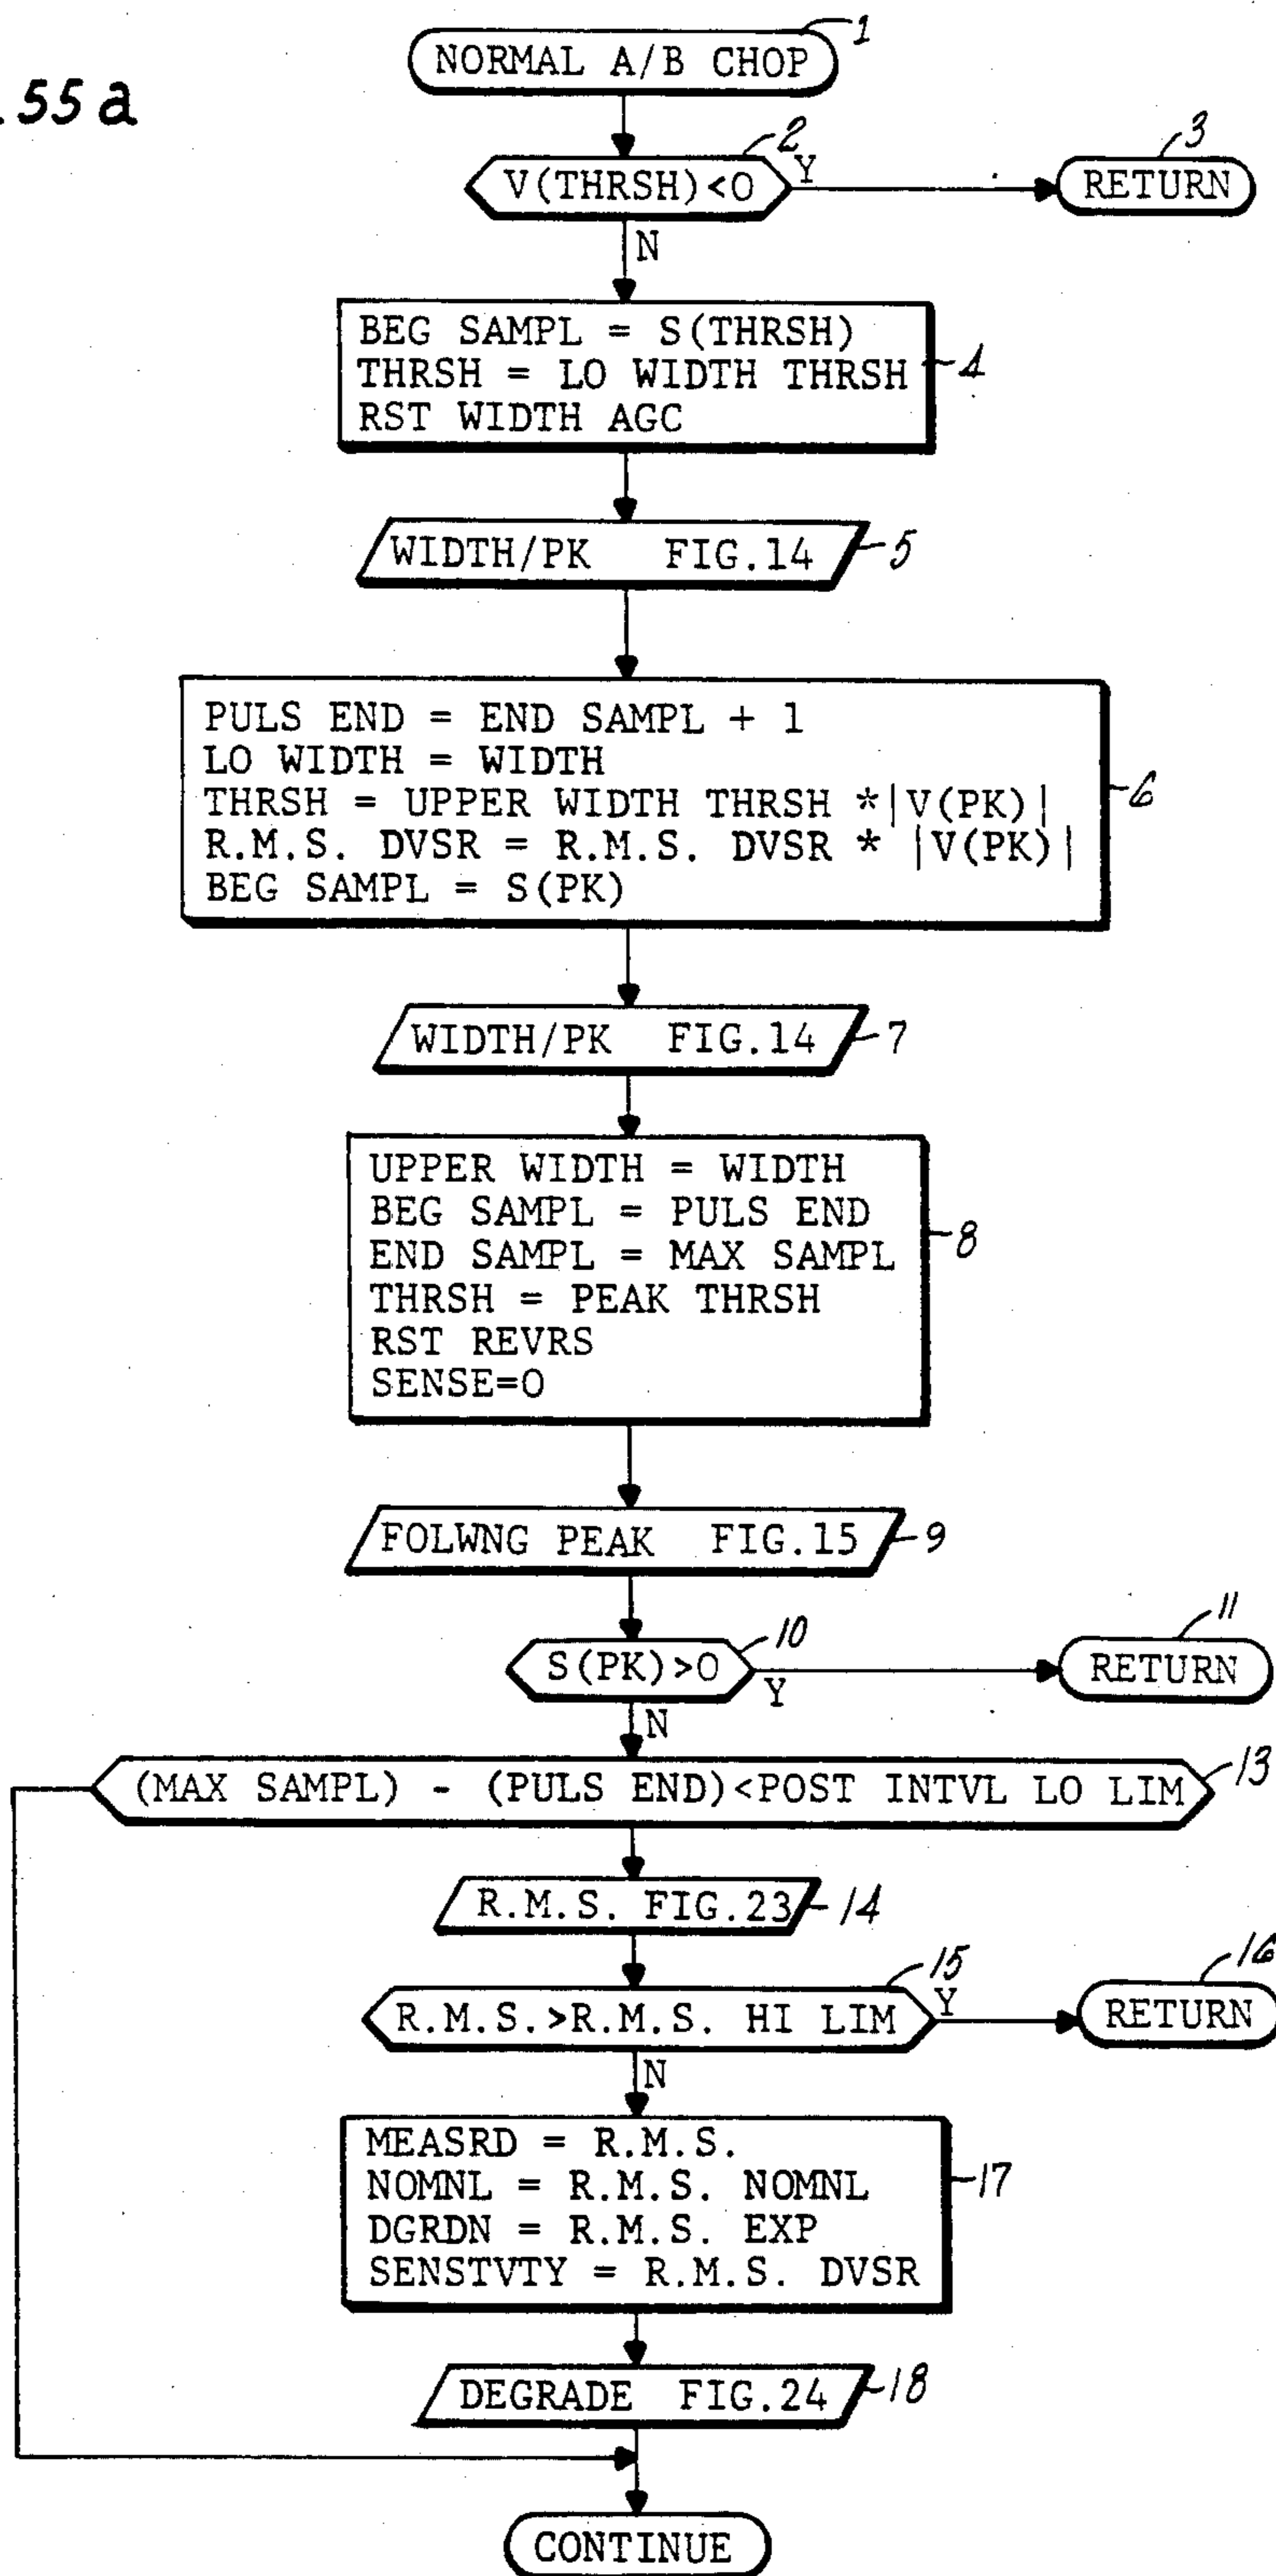 55a
1
NORMAL A/B CHOP
2
V(THRSH)<0
Y
3
RETURN
N
BEG SAMPL = S(THRSH)
THRSH = LO WIDTH THRSH
RST WIDTH AGC
4
WIDTH/PK FIG.14
5
PULS END = END SAMPL + 1
LO WIDTH = WIDTH
THRSH = UPPER WIDTH THRSH *|V(PK)|
R.M.S. DVSR = R.M.S. DVSR * |V(PK)|
BEG SAMPL = S(PK)
6
WIDTH/PK FIG.14
7
UPPER WIDTH = WIDTH
BEG SAMPL = PULS END
END SAMPL = MAX SAMPL
THRSH = PEAK THRSH
RST REVRS
SENSE=0
8
FOLWNG PEAK FIG.15
9
S(PK)>0
10
Y
11
RETURN
N
(MAX SAMPL) - (PULS END)<POST INTVL LO LIM
13
R.M.S. FIG.23
14
R.M.S.>R.M.S. HI LIM
15
Y
16
RETURN
N
MEASRD = R.M.S.
NOMNL = R.M.S. NOMNL
DGRDN = R.M.S. EXP
SENSTVTY = R.M.S. DVSR
17
DEGRADE FIG.24
18
CONTINUE